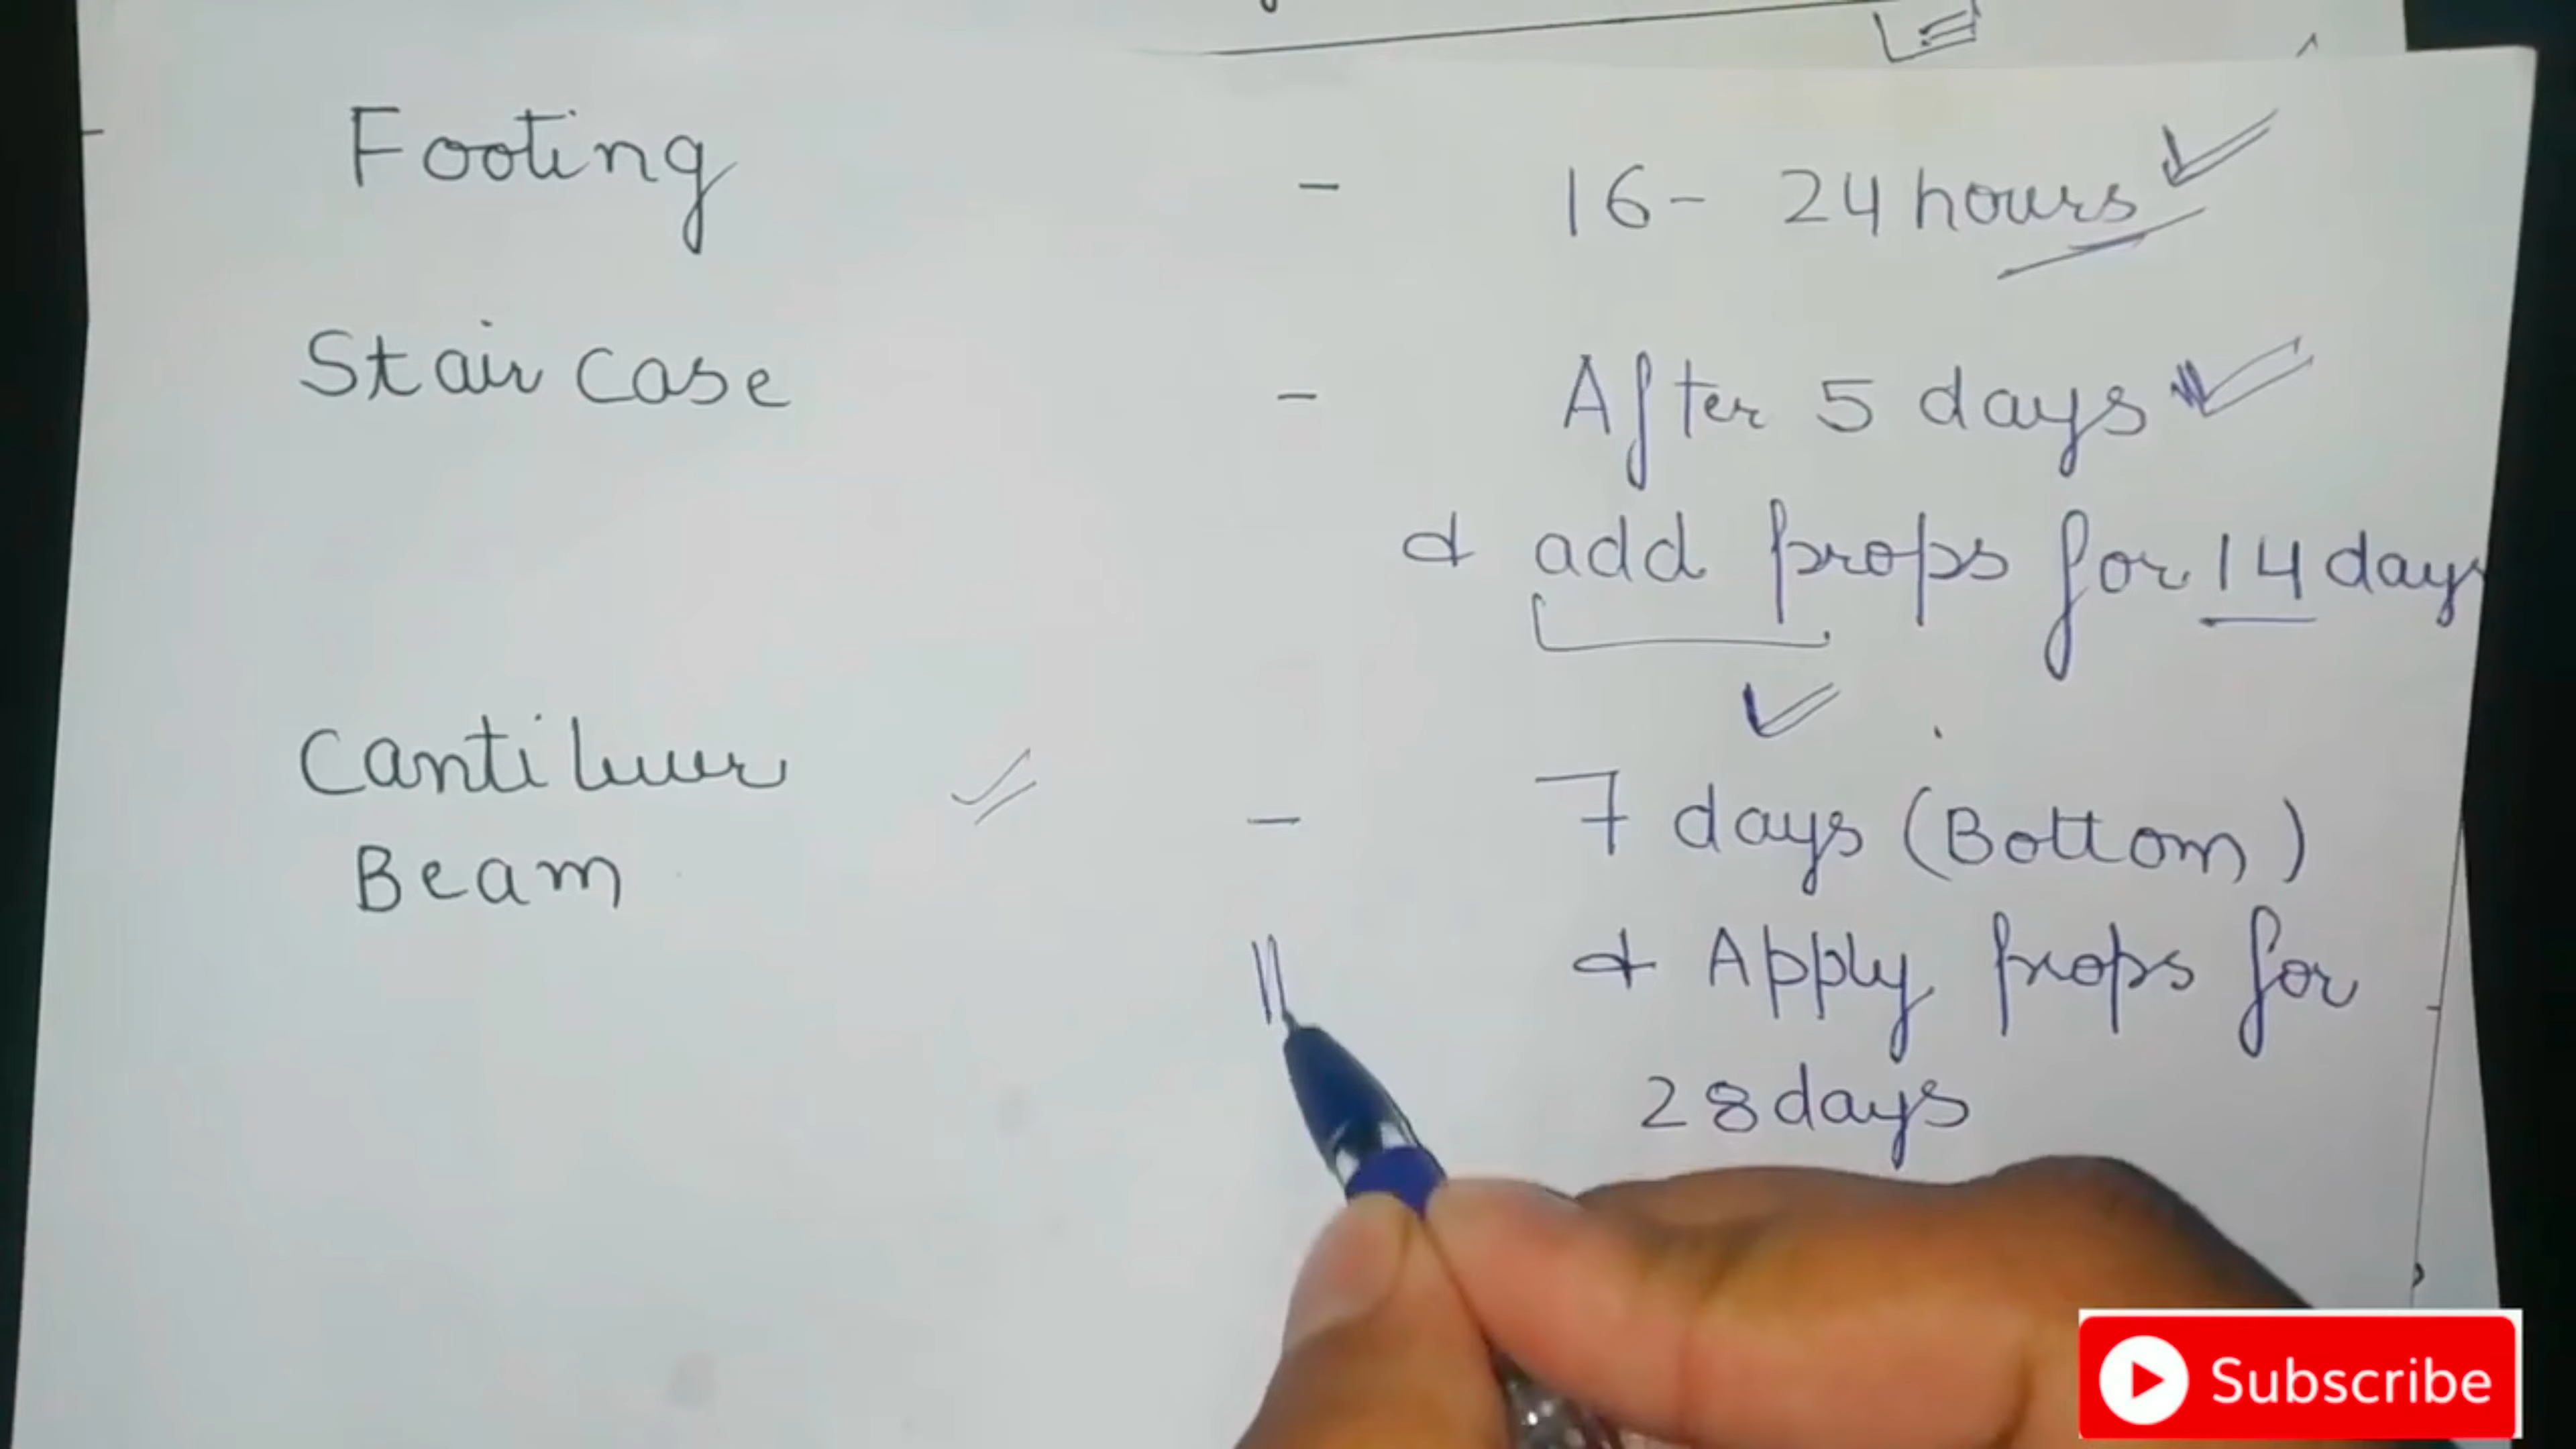 Footing - 16- 24 hours
Stair case - After 5 days
& add props for 14 days
Cantilever - 7 days (Bottom)
Beam
& Apply props for
28 days
Subscribe